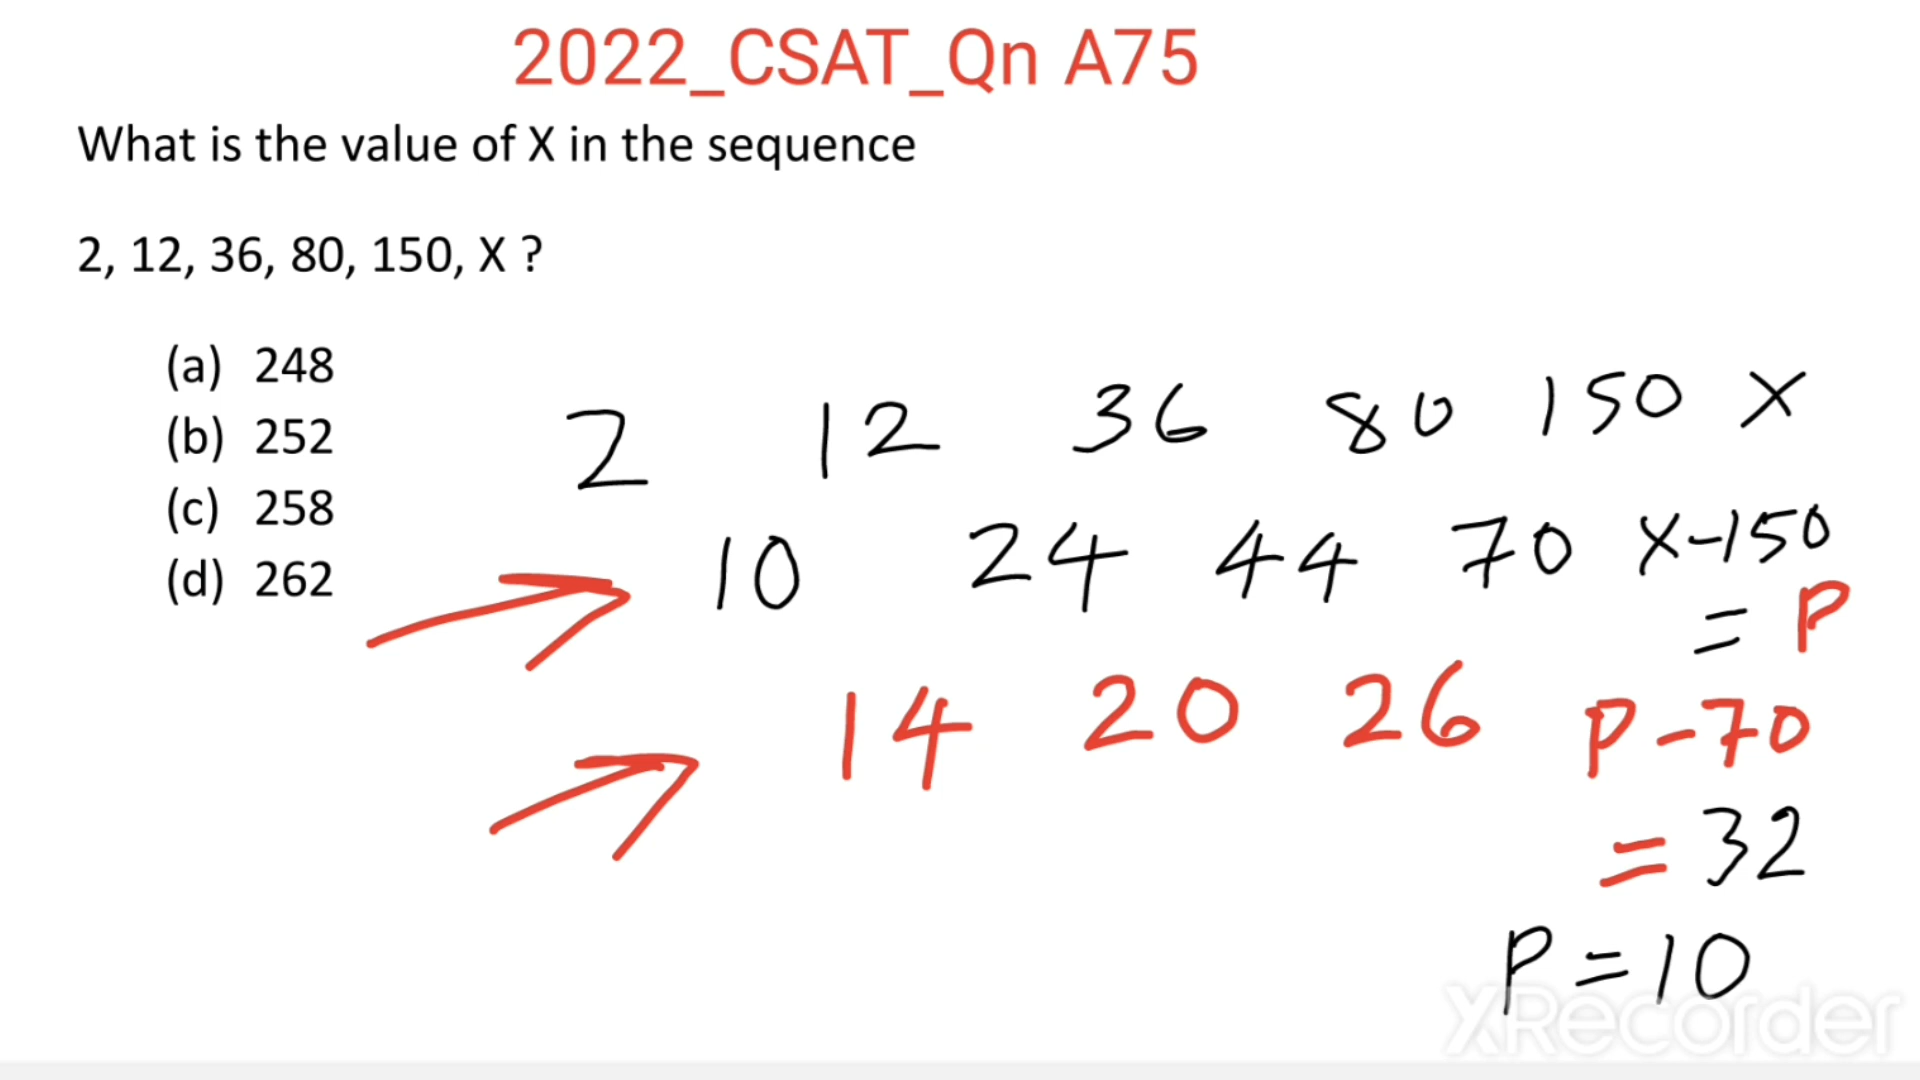 2022_CSAT_Qn A75
What is the value of X in the sequence
2, 12, 36, 80, 150, X ?
(a) 248
(b) 252
(c) 258
(d) 262
2 12 36 80 150 X
10 24 44 70 X-150
= P
14 20 26 P-70
= 32
P = 10
XRecorder